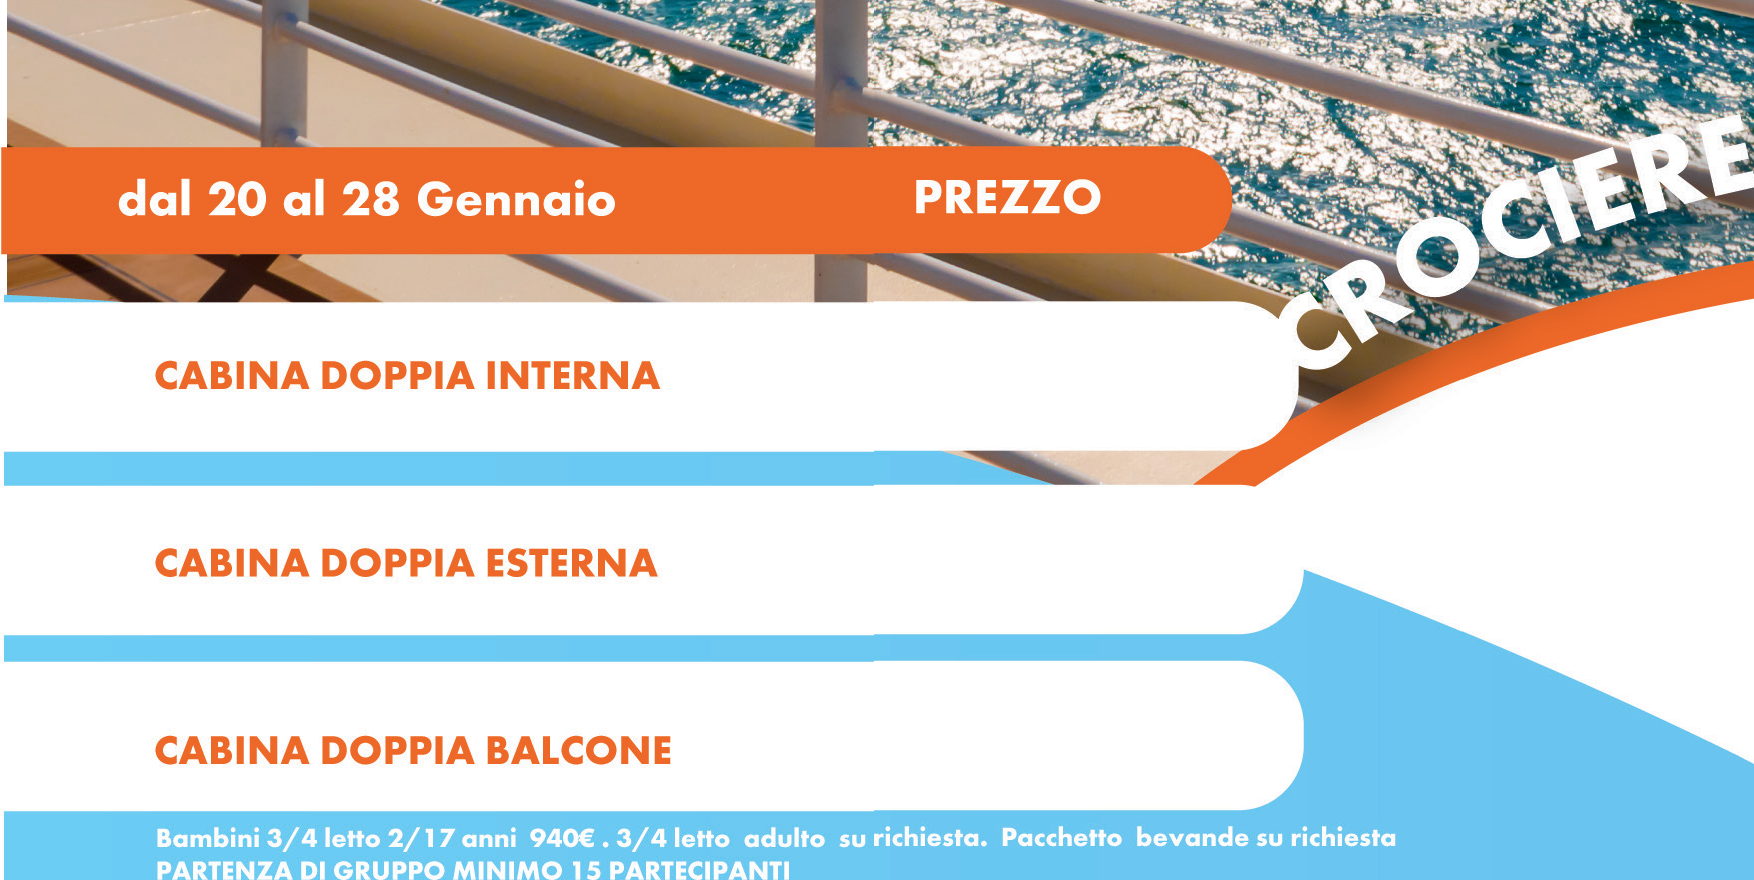 dal 20 al 28 Gennaio PREZZO
CROCIERE
CABINA DOPPIA INTERNA
CABINA DOPPIA ESTERNA
CABINA DOPPIA BALCONE
Bambini 3/4 letto 2/17 anni 940€ . 3/4 letto adulto su richiesta. Pacchetto bevande su richiesta
PARTENZA DI GRUPPO MINIMO 15 PARTECIPANTI